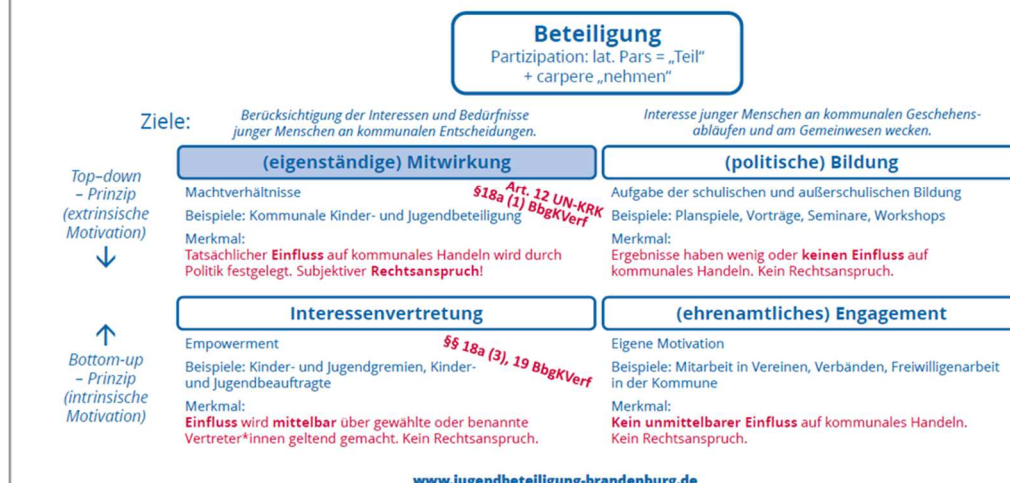 Beteiligung
Partizipation: lat. Pars = „Teil“
+ carpere „nehmen“
Ziele:
Berücksichtigung der Interessen und Bedürfnisse
junger Menschen an kommunalen Entscheidungen.
Interesse junger Menschen an kommunalen Geschehens-
abläufen und am Gemeinwesen wecken.
Top–down
– Prinzip
(extrinsische
Motivation)
(eigenständige) Mitwirkung
Machtverhältnisse
Art. 12 UN-KRK
§18a (1) BbgKVerf
Beispiele: Kommunale Kinder- und Jugendbeteiligung
Merkmal:
Tatsächlicher Einfluss auf kommunales Handeln wird durch
Politik festgelegt. Subjektiver Rechtsanspruch!
(politische) Bildung
Aufgabe der schulischen und außerschulischen Bildung
Beispiele: Planspiele, Vorträge, Seminare, Workshops
Merkmal:
Ergebnisse haben wenig oder keinen Einfluss auf
kommunales Handeln. Kein Rechtsanspruch.
Bottom-up
– Prinzip
(intrinsische
Motivation)
Interessenvertretung
Empowerment
§§ 18a (3), 19 BbgKVerf
Beispiele: Kinder- und Jugendgremien, Kinder-
und Jugendbeauftragte
Merkmal:
Einfluss wird mittelbar über gewählte oder benannte
Vertreter*innen geltend gemacht. Kein Rechtsanspruch.
(ehrenamtliches) Engagement
Eigene Motivation
Beispiele: Mitarbeit in Vereinen, Verbänden, Freiwilligenarbeit
in der Kommune
Merkmal:
Kein unmittelbarer Einfluss auf kommunales Handeln.
Kein Rechtsanspruch.
www.jugendbeteiligung-brandenburg.de